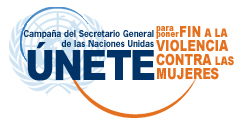 Campaña del Secretario General
de las Naciones Unidas
ÚNETE
para
poner FIN A LA
VIOLENCIA
CONTRA LAS
MUJERES